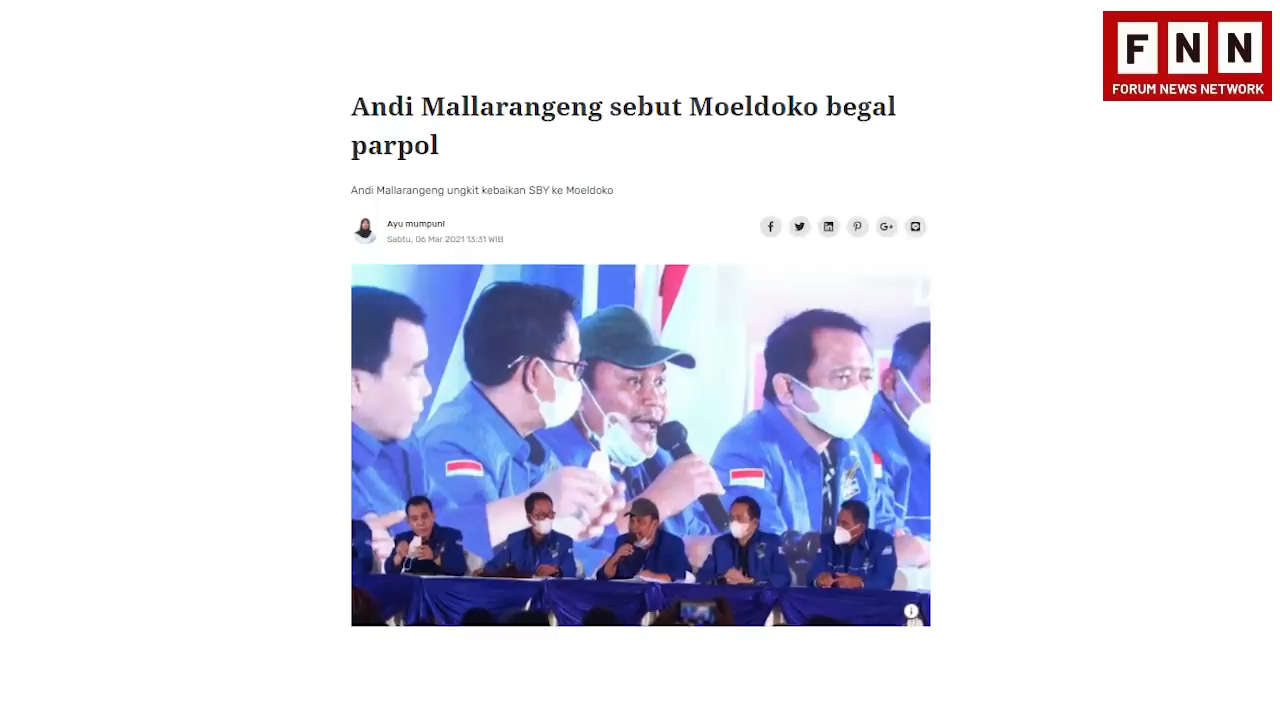 F N N
FORUM NEWS NETWORK
Andi Mallarangeng sebut Moeldoko begal
parpol
Andi Mallarangeng ungkit kebaikan SBY ke Moeldoko
Ayu mumpuni
Sabtu, 06 Mar 2021 13:31 WIB